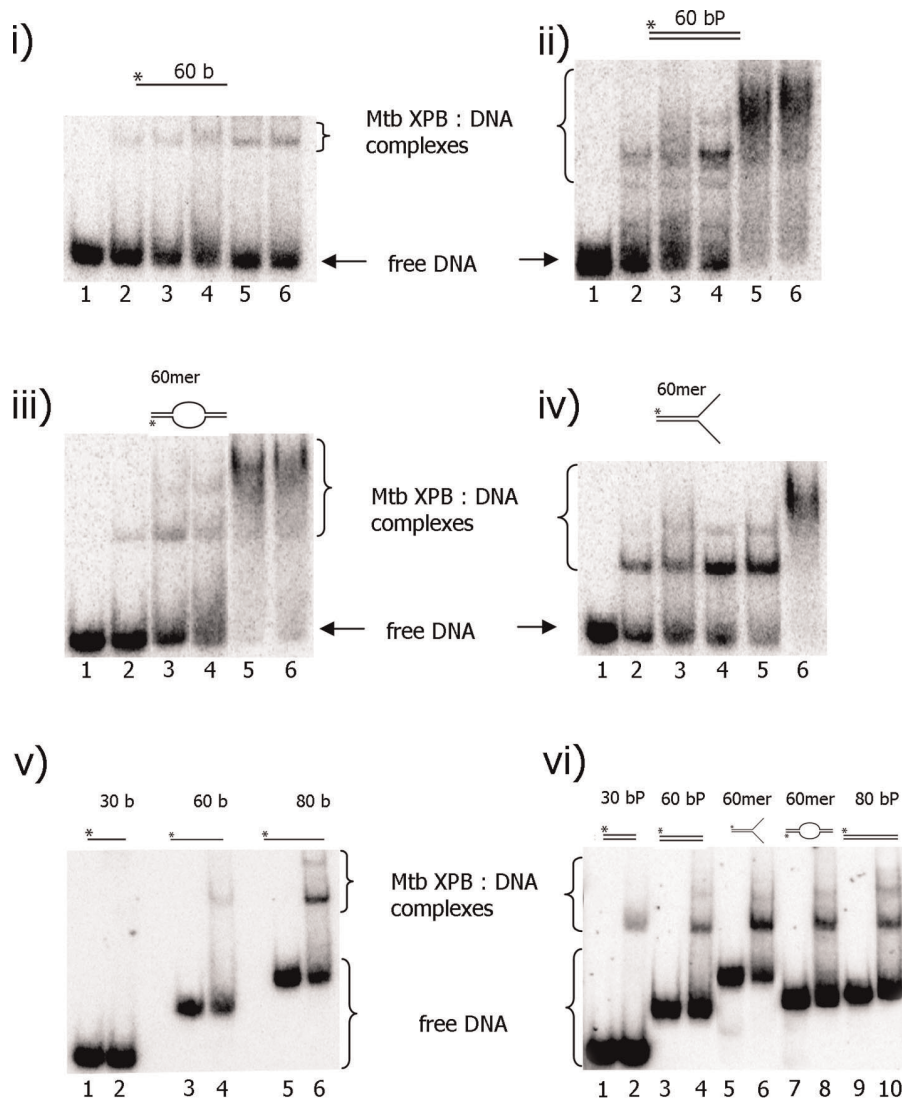 i)
* 60 b
ii)
* 60 bP
Mtb XPB : DNA
complexes
free DNA
1 2 3 4 5 6
1 2 3 4 5 6
iii)
60mer
*
iv)
60mer
*
Mtb XPB : DNA
complexes
free DNA
1 2 3 4 5 6
1 2 3 4 5 6
v)
30 b 60 b 80 b
* * *
vi)
30 bP 60 bP 60mer 60mer 80 bP
* * * * *
Mtb XPB : DNA
complexes
free DNA
1 2 3 4 5 6
1 2 3 4 5 6 7 8 9 10